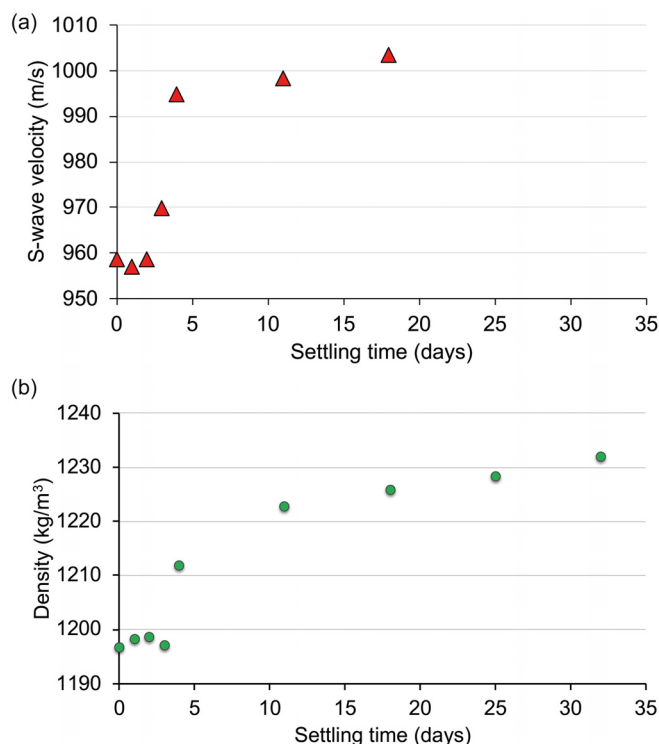 (a)
1010
1000
990
980
970
960
950
S-wave velocity (m/s)
0 5 10 15 20 25 30 35
Settling time (days)
(b)
1240
1230
1220
1210
1200
1190
Density (kg/m³)
0 5 10 15 20 25 30 35
Settling time (days)